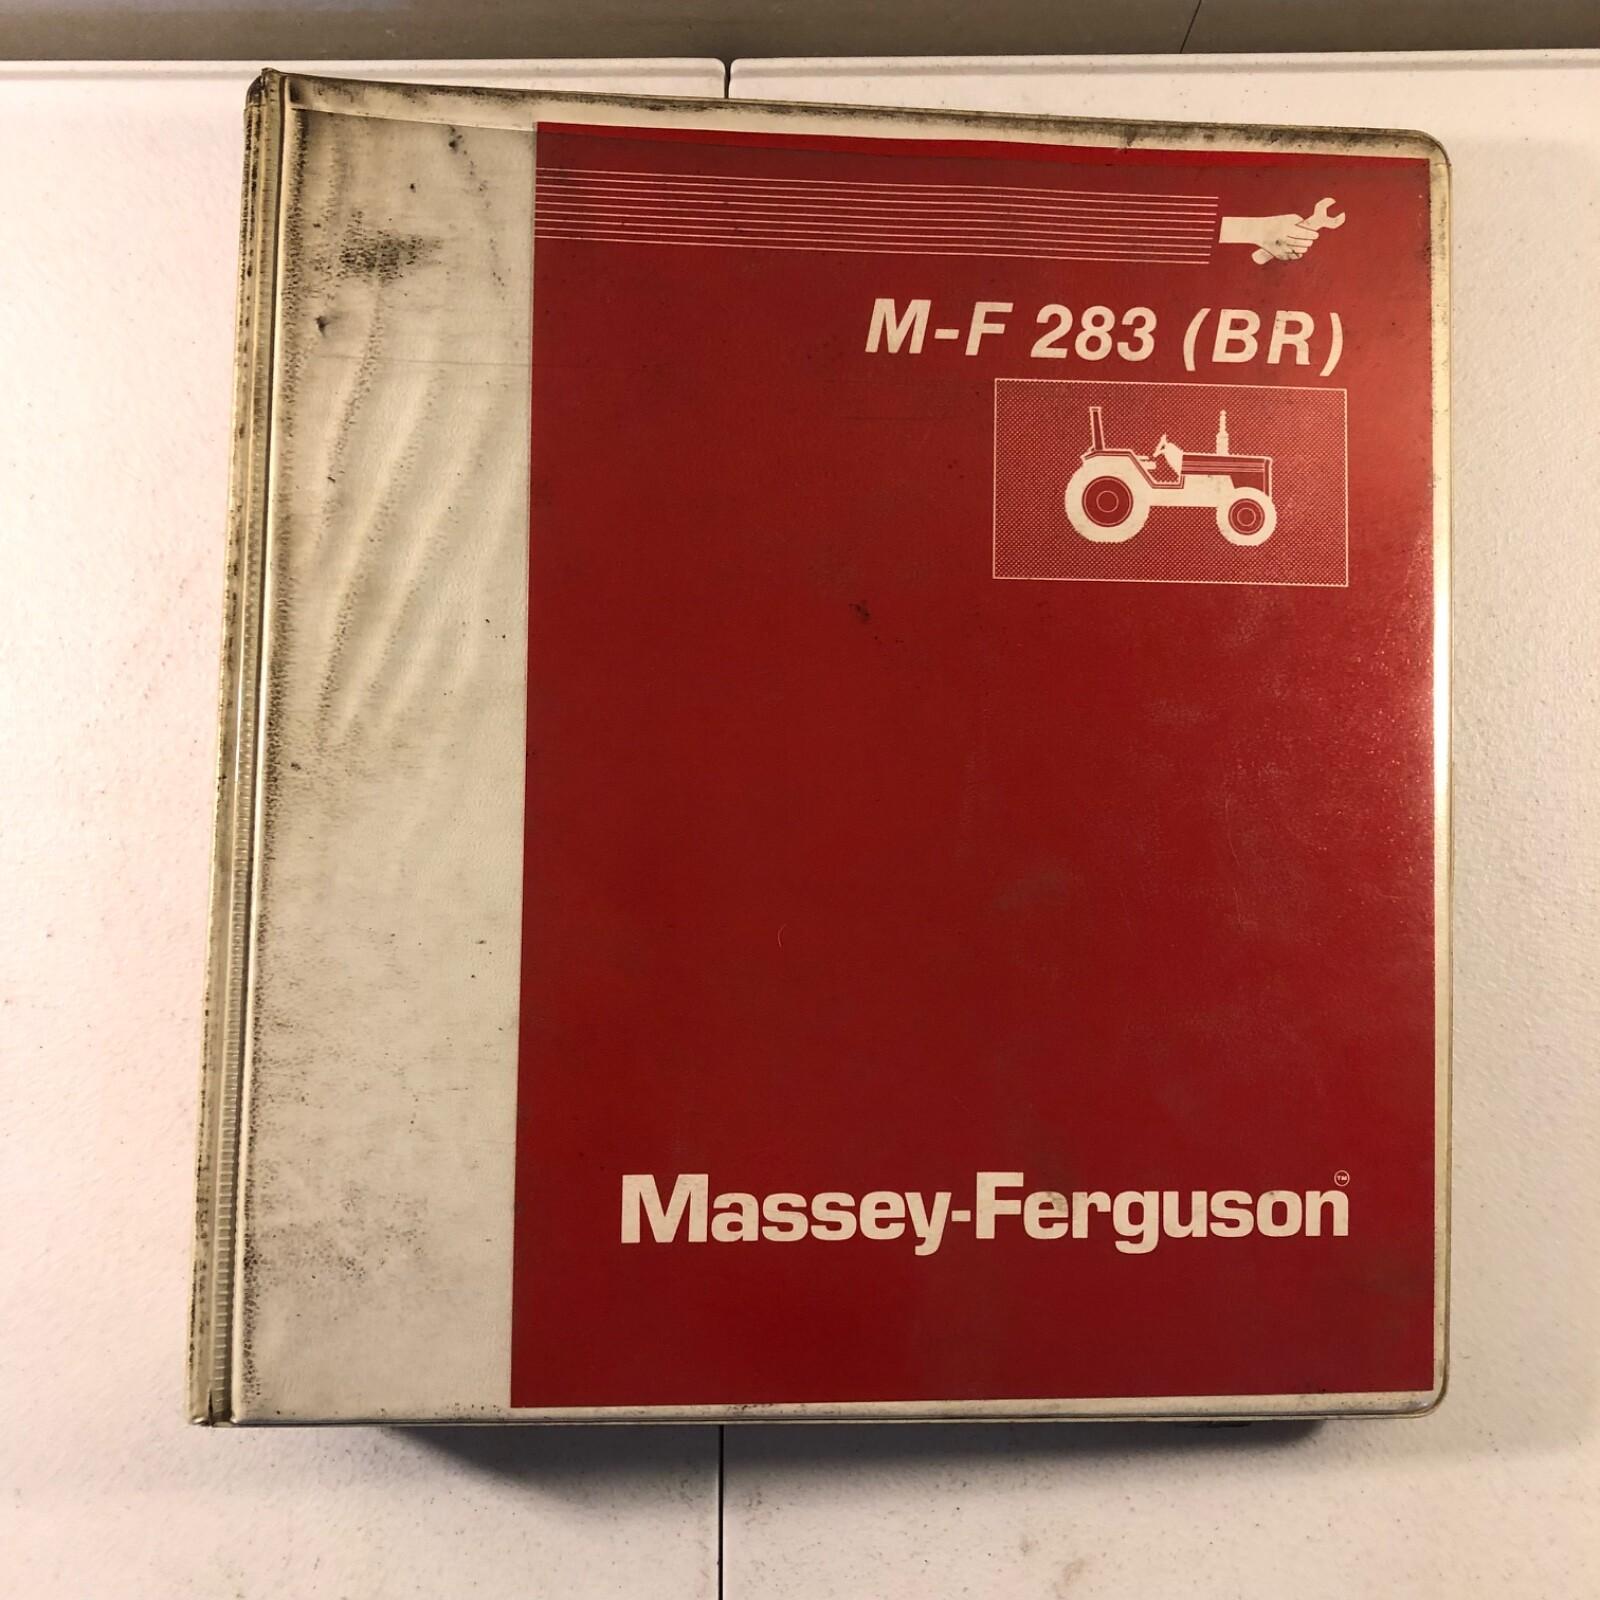 M-F 283 (BR)
Massey-Ferguson™